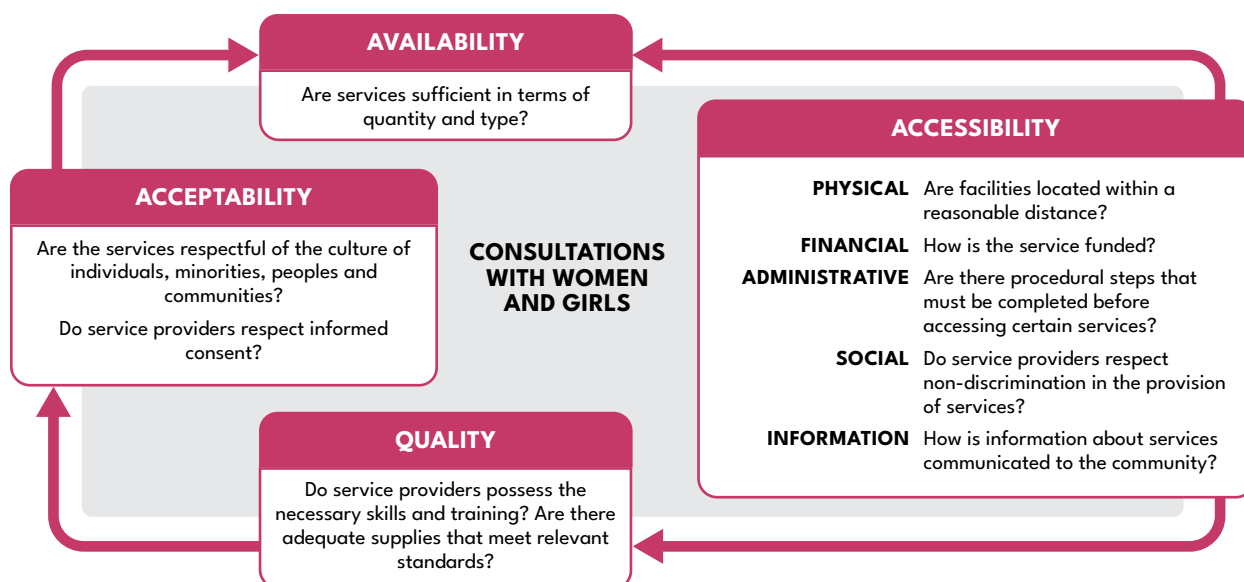 AVAILABILITY
Are services sufficient in terms of
quantity and type?
ACCESSIBILITY
PHYSICAL Are facilities located within a
reasonable distance?
FINANCIAL How is the service funded?
ADMINISTRATIVE Are there procedural steps that
must be completed before
accessing certain services?
SOCIAL Do service providers respect
non-discrimination in the provision
of services?
INFORMATION How is information about services
communicated to the community?
ACCEPTABILITY
Are the services respectful of the culture of
individuals, minorities, peoples and
communities?
Do service providers respect informed
consent?
CONSULTATIONS
WITH WOMEN
AND GIRLS
QUALITY
Do service providers possess the
necessary skills and training? Are there
adequate supplies that meet relevant
standards?